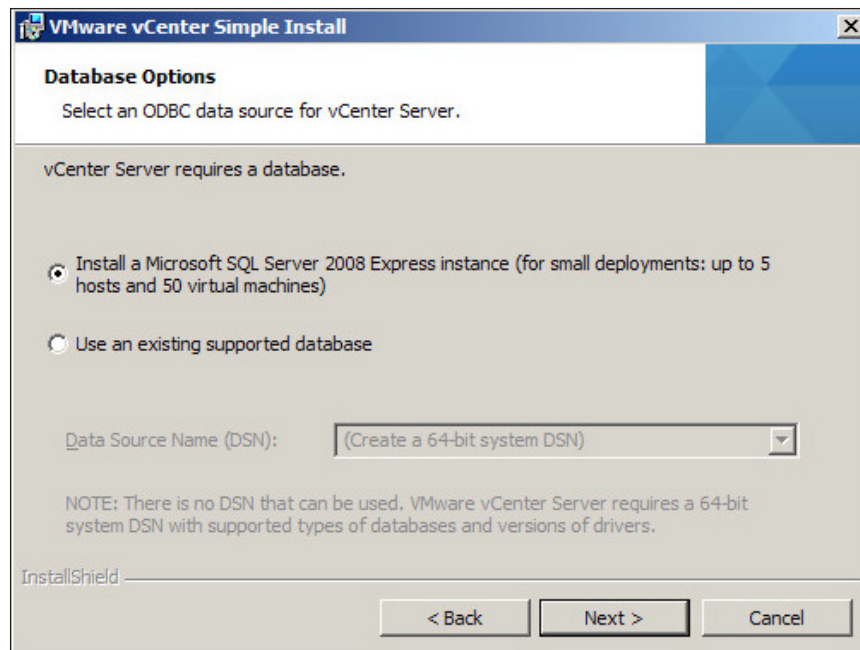 VMware vCenter Simple Install
Database Options
Select an ODBC data source for vCenter Server.
vCenter Server requires a database.
Install a Microsoft SQL Server 2008 Express instance (for small deployments: up to 5
hosts and 50 virtual machines)
Use an existing supported database
Data Source Name (DSN):
(Create a 64-bit system DSN)
NOTE: There is no DSN that can be used. VMware vCenter Server requires a 64-bit
system DSN with supported types of databases and versions of drivers.
InstallShield
< Back
Next >
Cancel